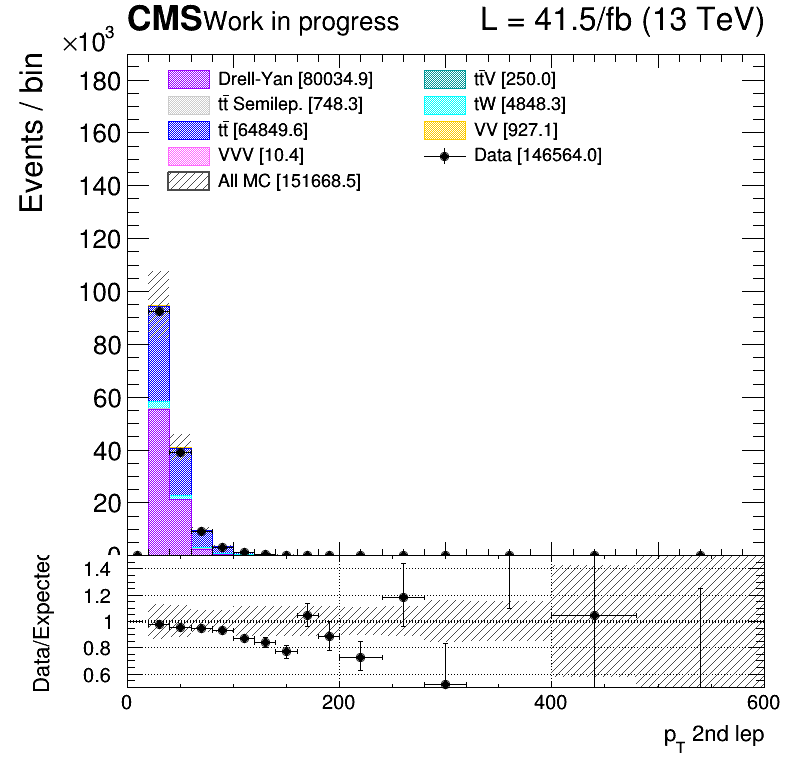 CMS Work in progress L = 41.5/fb (13 TeV)
×10³
Events / bin
180
160
140
120
100
80
60
40
20
0
Drell-Yan [80034.9]
tt̄ Semilep. [748.3]
tt̄ [64849.6]
VVV [10.4]
All MC [151668.5]
tt̄V [250.0]
tW [4848.3]
VV [927.1]
Data [146564.0]
Data/Expected
1.4
1.2
1
0.8
0.6
0 200 400 600
p_T 2nd lep